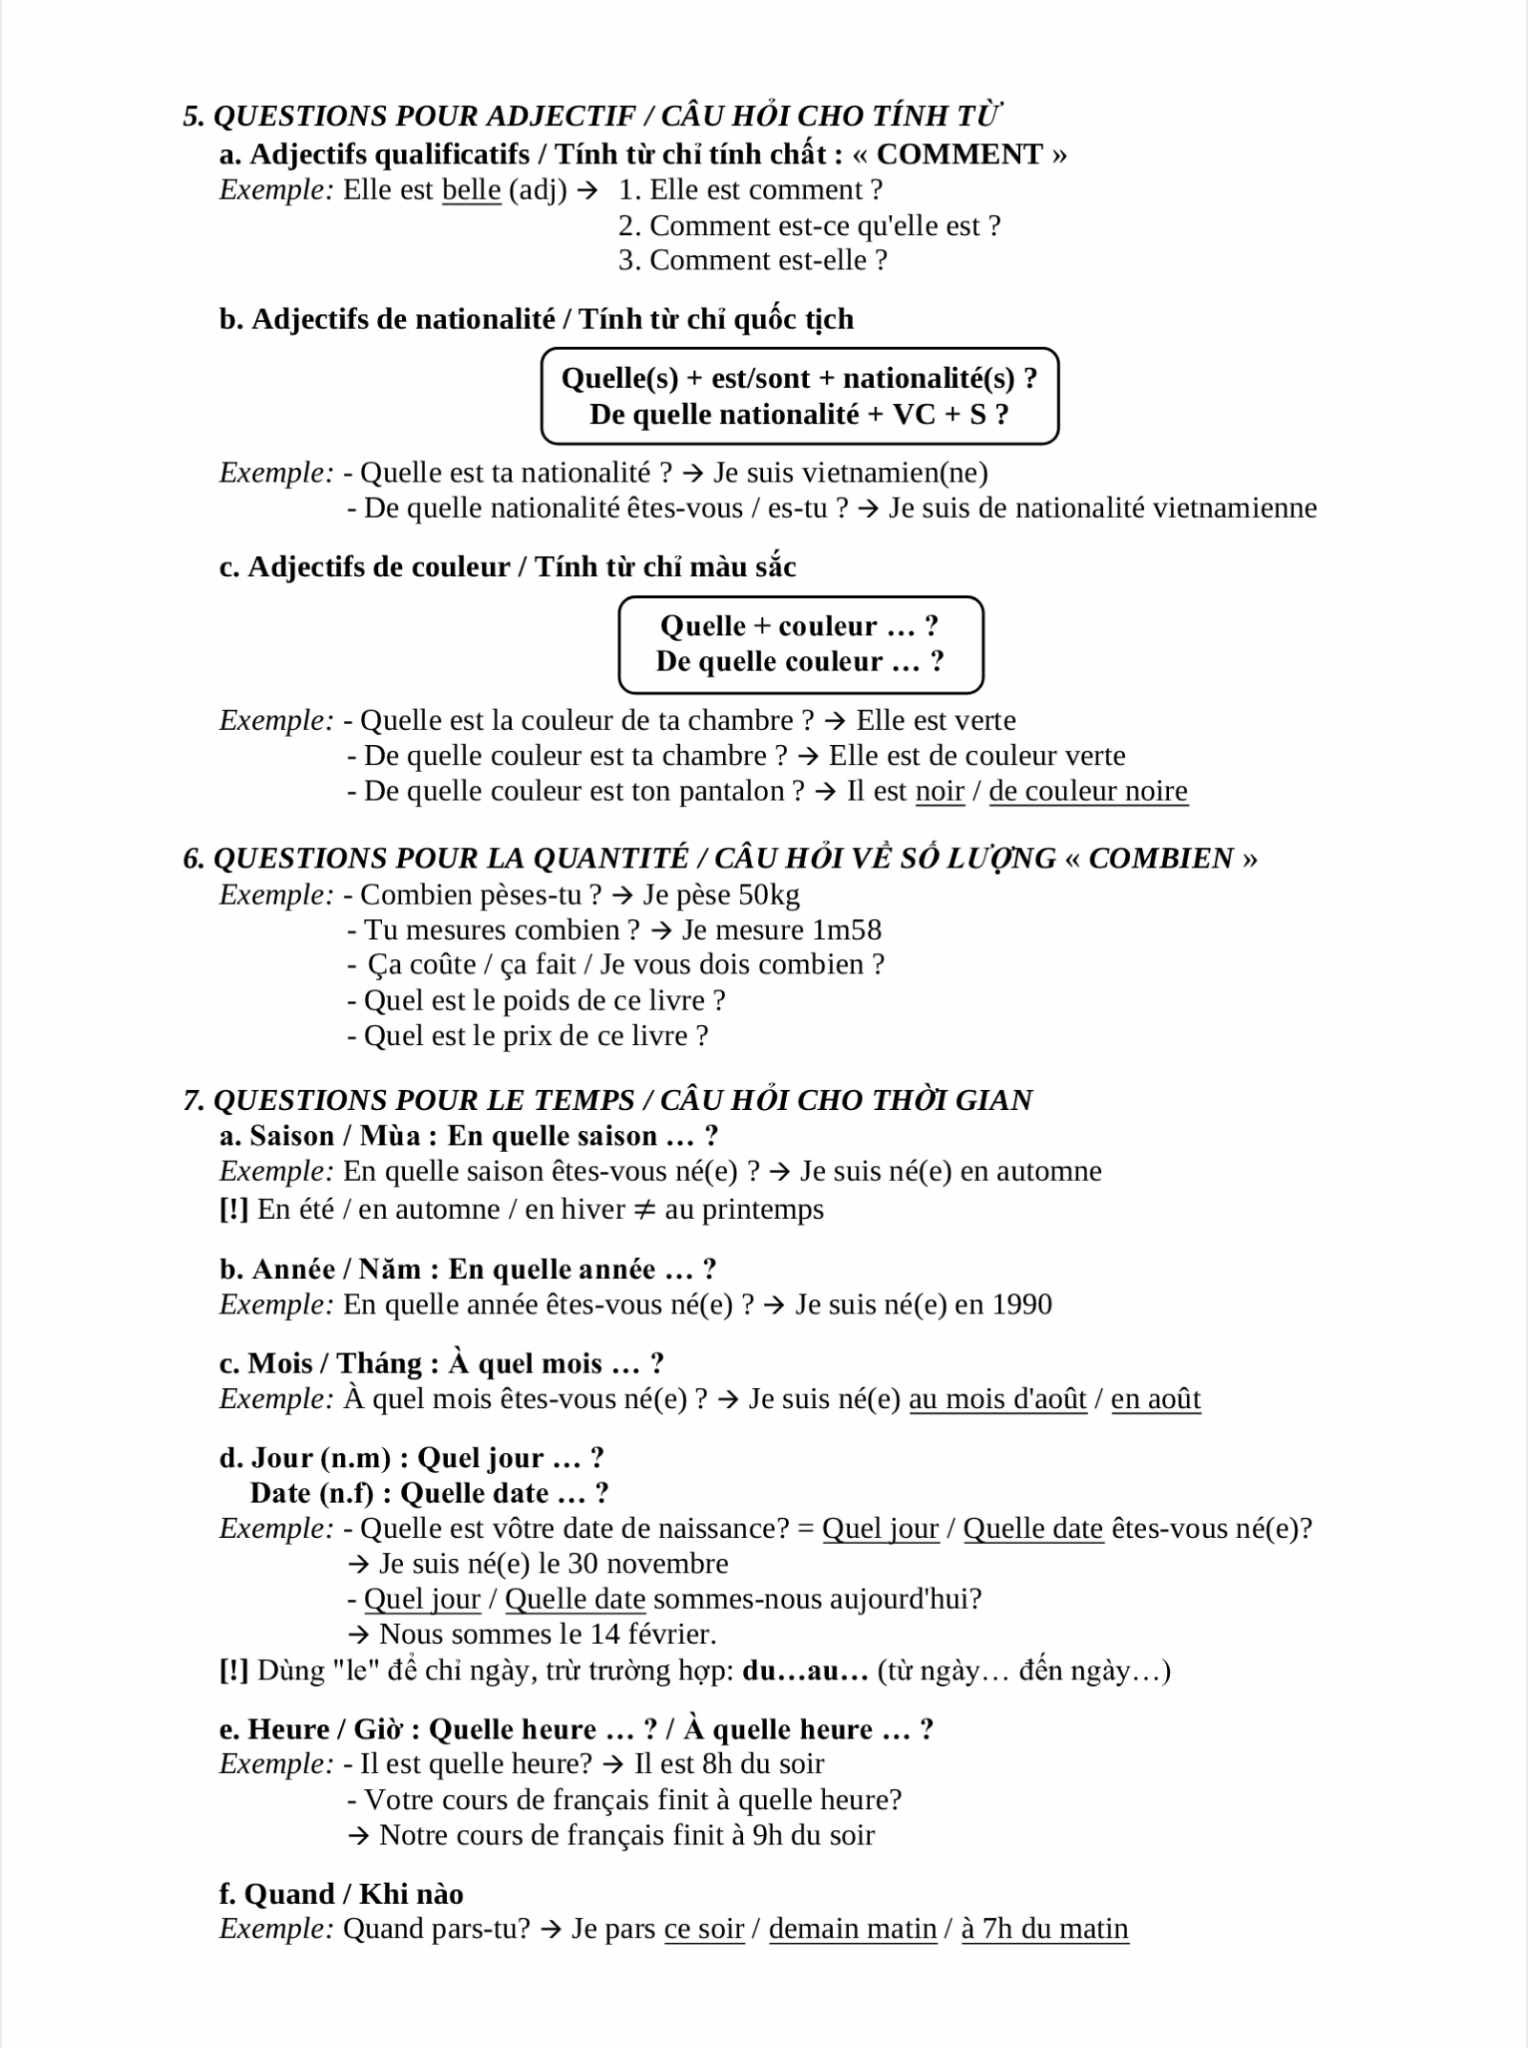 5. QUESTIONS POUR ADJECTIF / CÂU HỎI CHO TÍNH TỪ
a. Adjectifs qualificatifs / Tính từ chỉ tính chất : « COMMENT »
Exemple: Elle est belle (adj) → 1. Elle est comment ?
2. Comment est-ce qu'elle est ?
3. Comment est-elle ?
b. Adjectifs de nationalité / Tính từ chỉ quốc tịch
Quelle(s) + est/sont + nationalité(s) ?
De quelle nationalité + VC + S ?
Exemple: - Quelle est ta nationalité ? → Je suis vietnamien(ne)
- De quelle nationalité êtes-vous / es-tu ? → Je suis de nationalité vietnamienne
c. Adjectifs de couleur / Tính từ chỉ màu sắc
Quelle + couleur … ?
De quelle couleur … ?
Exemple: - Quelle est la couleur de ta chambre ? → Elle est verte
- De quelle couleur est ta chambre ? → Elle est de couleur verte
- De quelle couleur est ton pantalon ? → Il est noir / de couleur noire
6. QUESTIONS POUR LA QUANTITÉ / CÂU HỎI VỀ SỐ LƯỢNG « COMBIEN »
Exemple: - Combien pèses-tu ? → Je pèse 50kg
- Tu mesures combien ? → Je mesure 1m58
- Ça coûte / ça fait / Je vous dois combien ?
- Quel est le poids de ce livre ?
- Quel est le prix de ce livre ?
7. QUESTIONS POUR LE TEMPS / CÂU HỎI CHO THỜI GIAN
a. Saison / Mùa : En quelle saison … ?
Exemple: En quelle saison êtes-vous né(e) ? → Je suis né(e) en automne
[!] En été / en automne / en hiver ≠ au printemps
b. Année / Năm : En quelle année … ?
Exemple: En quelle année êtes-vous né(e) ? → Je suis né(e) en 1990
c. Mois / Tháng : À quel mois … ?
Exemple: À quel mois êtes-vous né(e) ? → Je suis né(e) au mois d'août / en août
d. Jour (n.m) : Quel jour … ?
Date (n.f) : Quelle date … ?
Exemple: - Quelle est vôtre date de naissance? = Quel jour / Quelle date êtes-vous né(e)?
→ Je suis né(e) le 30 novembre
- Quel jour / Quelle date sommes-nous aujourd'hui?
→ Nous sommes le 14 février.
[!] Dùng "le" để chỉ ngày, trừ trường hợp: du…au… (từ ngày… đến ngày…)
e. Heure / Giờ : Quelle heure … ? / À quelle heure … ?
Exemple: - Il est quelle heure? → Il est 8h du soir
- Votre cours de français finit à quelle heure?
→ Notre cours de français finit à 9h du soir
f. Quand / Khi nào
Exemple: Quand pars-tu? → Je pars ce soir / demain matin / à 7h du matin